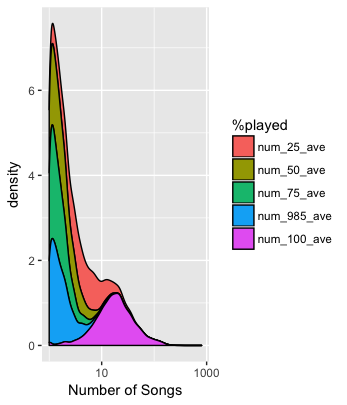 6
4
2
0
density
10
1000
Number of Songs
%played
num_25_ave
num_50_ave
num_75_ave
num_985_ave
num_100_ave